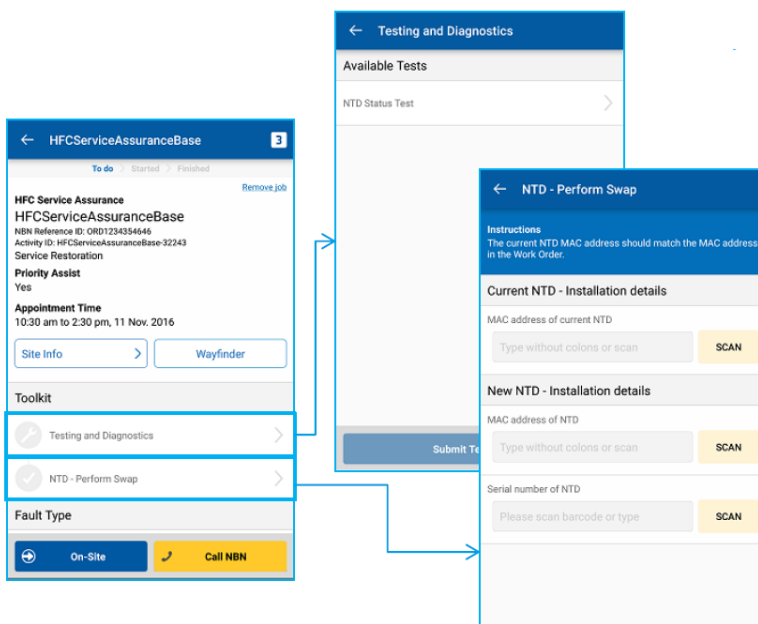 HFCServiceAssuranceBase
3
To do > Started > Finished
Remove job
HFC Service Assurance
HFCServiceAssuranceBase
NBN Reference ID: ORD1234354646
Activity ID: HFCServiceAssuranceBase-32243
Service Restoration
Priority Assist
Yes
Appointment Time
10:30 am to 2:30 pm, 11 Nov. 2016
Site Info
Wayfinder
Toolkit
Testing and Diagnostics
NTD - Perform Swap
Fault Type
On-Site
Call NBN
Testing and Diagnostics
Available Tests
NTD Status Test
Submit Te
NTD - Perform Swap
Instructions
The current NTD MAC address should match the MAC address
in the Work Order.
Current NTD - Installation details
MAC address of current NTD
Type without colons or scan
SCAN
New NTD - Installation details
MAC address of NTD
Type without colons or scan
SCAN
Serial number of NTD
Please scan barcode or type
SCAN